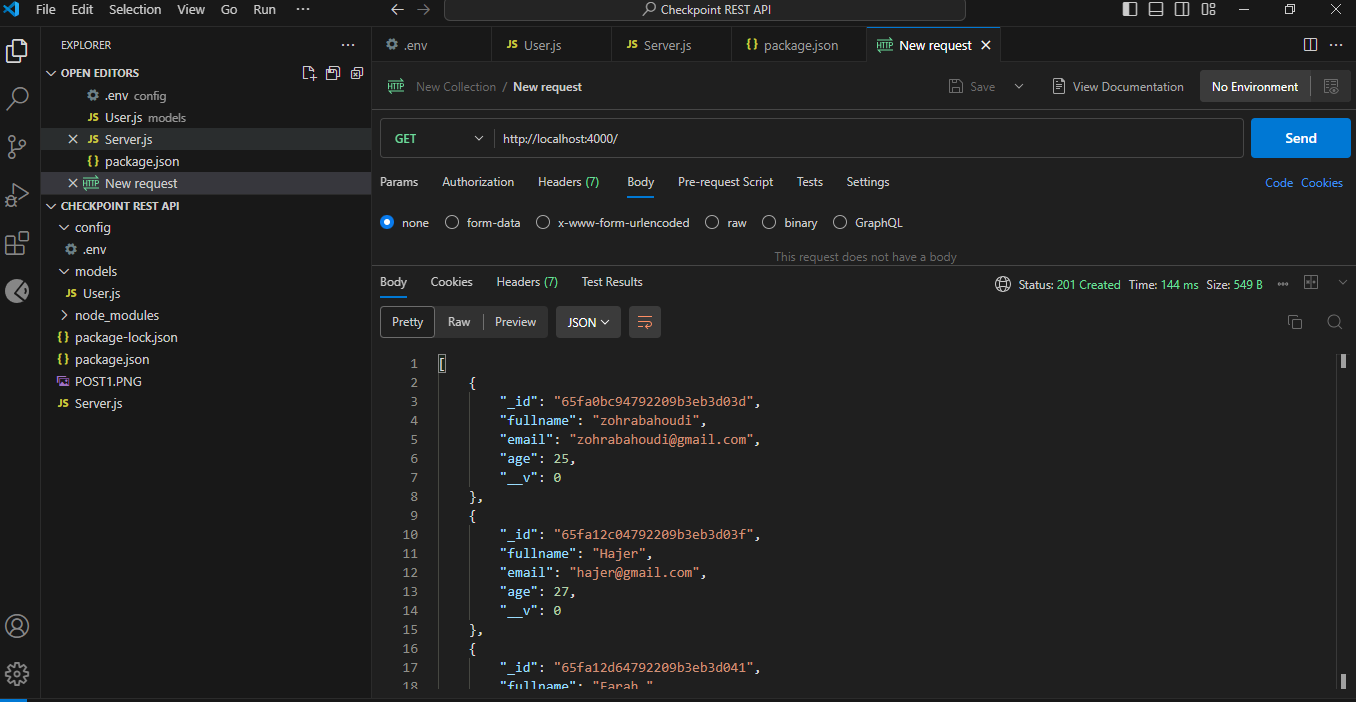 File Edit Selection View Go Run ··· ← → Checkpoint REST API
EXPLORER ···
OPEN EDITORS
.env config
JS User.js models
× JS Server.js
{} package.json
× HTTP New request
CHECKPOINT REST API
config
.env
models
JS User.js
node_modules
{} package-lock.json
{} package.json
POST1.PNG
JS Server.js
.env JS User.js JS Server.js {} package.json HTTP New request × ···
HTTP New Collection / New request Save View Documentation No Environment
GET http://localhost:4000/ Send
Params Authorization Headers (7) Body Pre-request Script Tests Settings Code Cookies
none form-data x-www-form-urlencoded raw binary GraphQL
This request does not have a body
Body Cookies Headers (7) Test Results Status: 201 Created Time: 144 ms Size: 549 B ···
Pretty Raw Preview JSON
1 [
2 {
3 "_id": "65fa0bc94792209b3eb3d03d",
4 "fullname": "zohrabahoudi",
5 "email": "zohrabahoudi@gmail.com",
6 "age": 25,
7 "__v": 0
8 },
9 {
10 "_id": "65fa12c04792209b3eb3d03f",
11 "fullname": "Hajer",
12 "email": "hajer@gmail.com",
13 "age": 27,
14 "__v": 0
15 },
16 {
17 "_id": "65fa12d64792209b3eb3d041",
18 "fullname": "Farah "